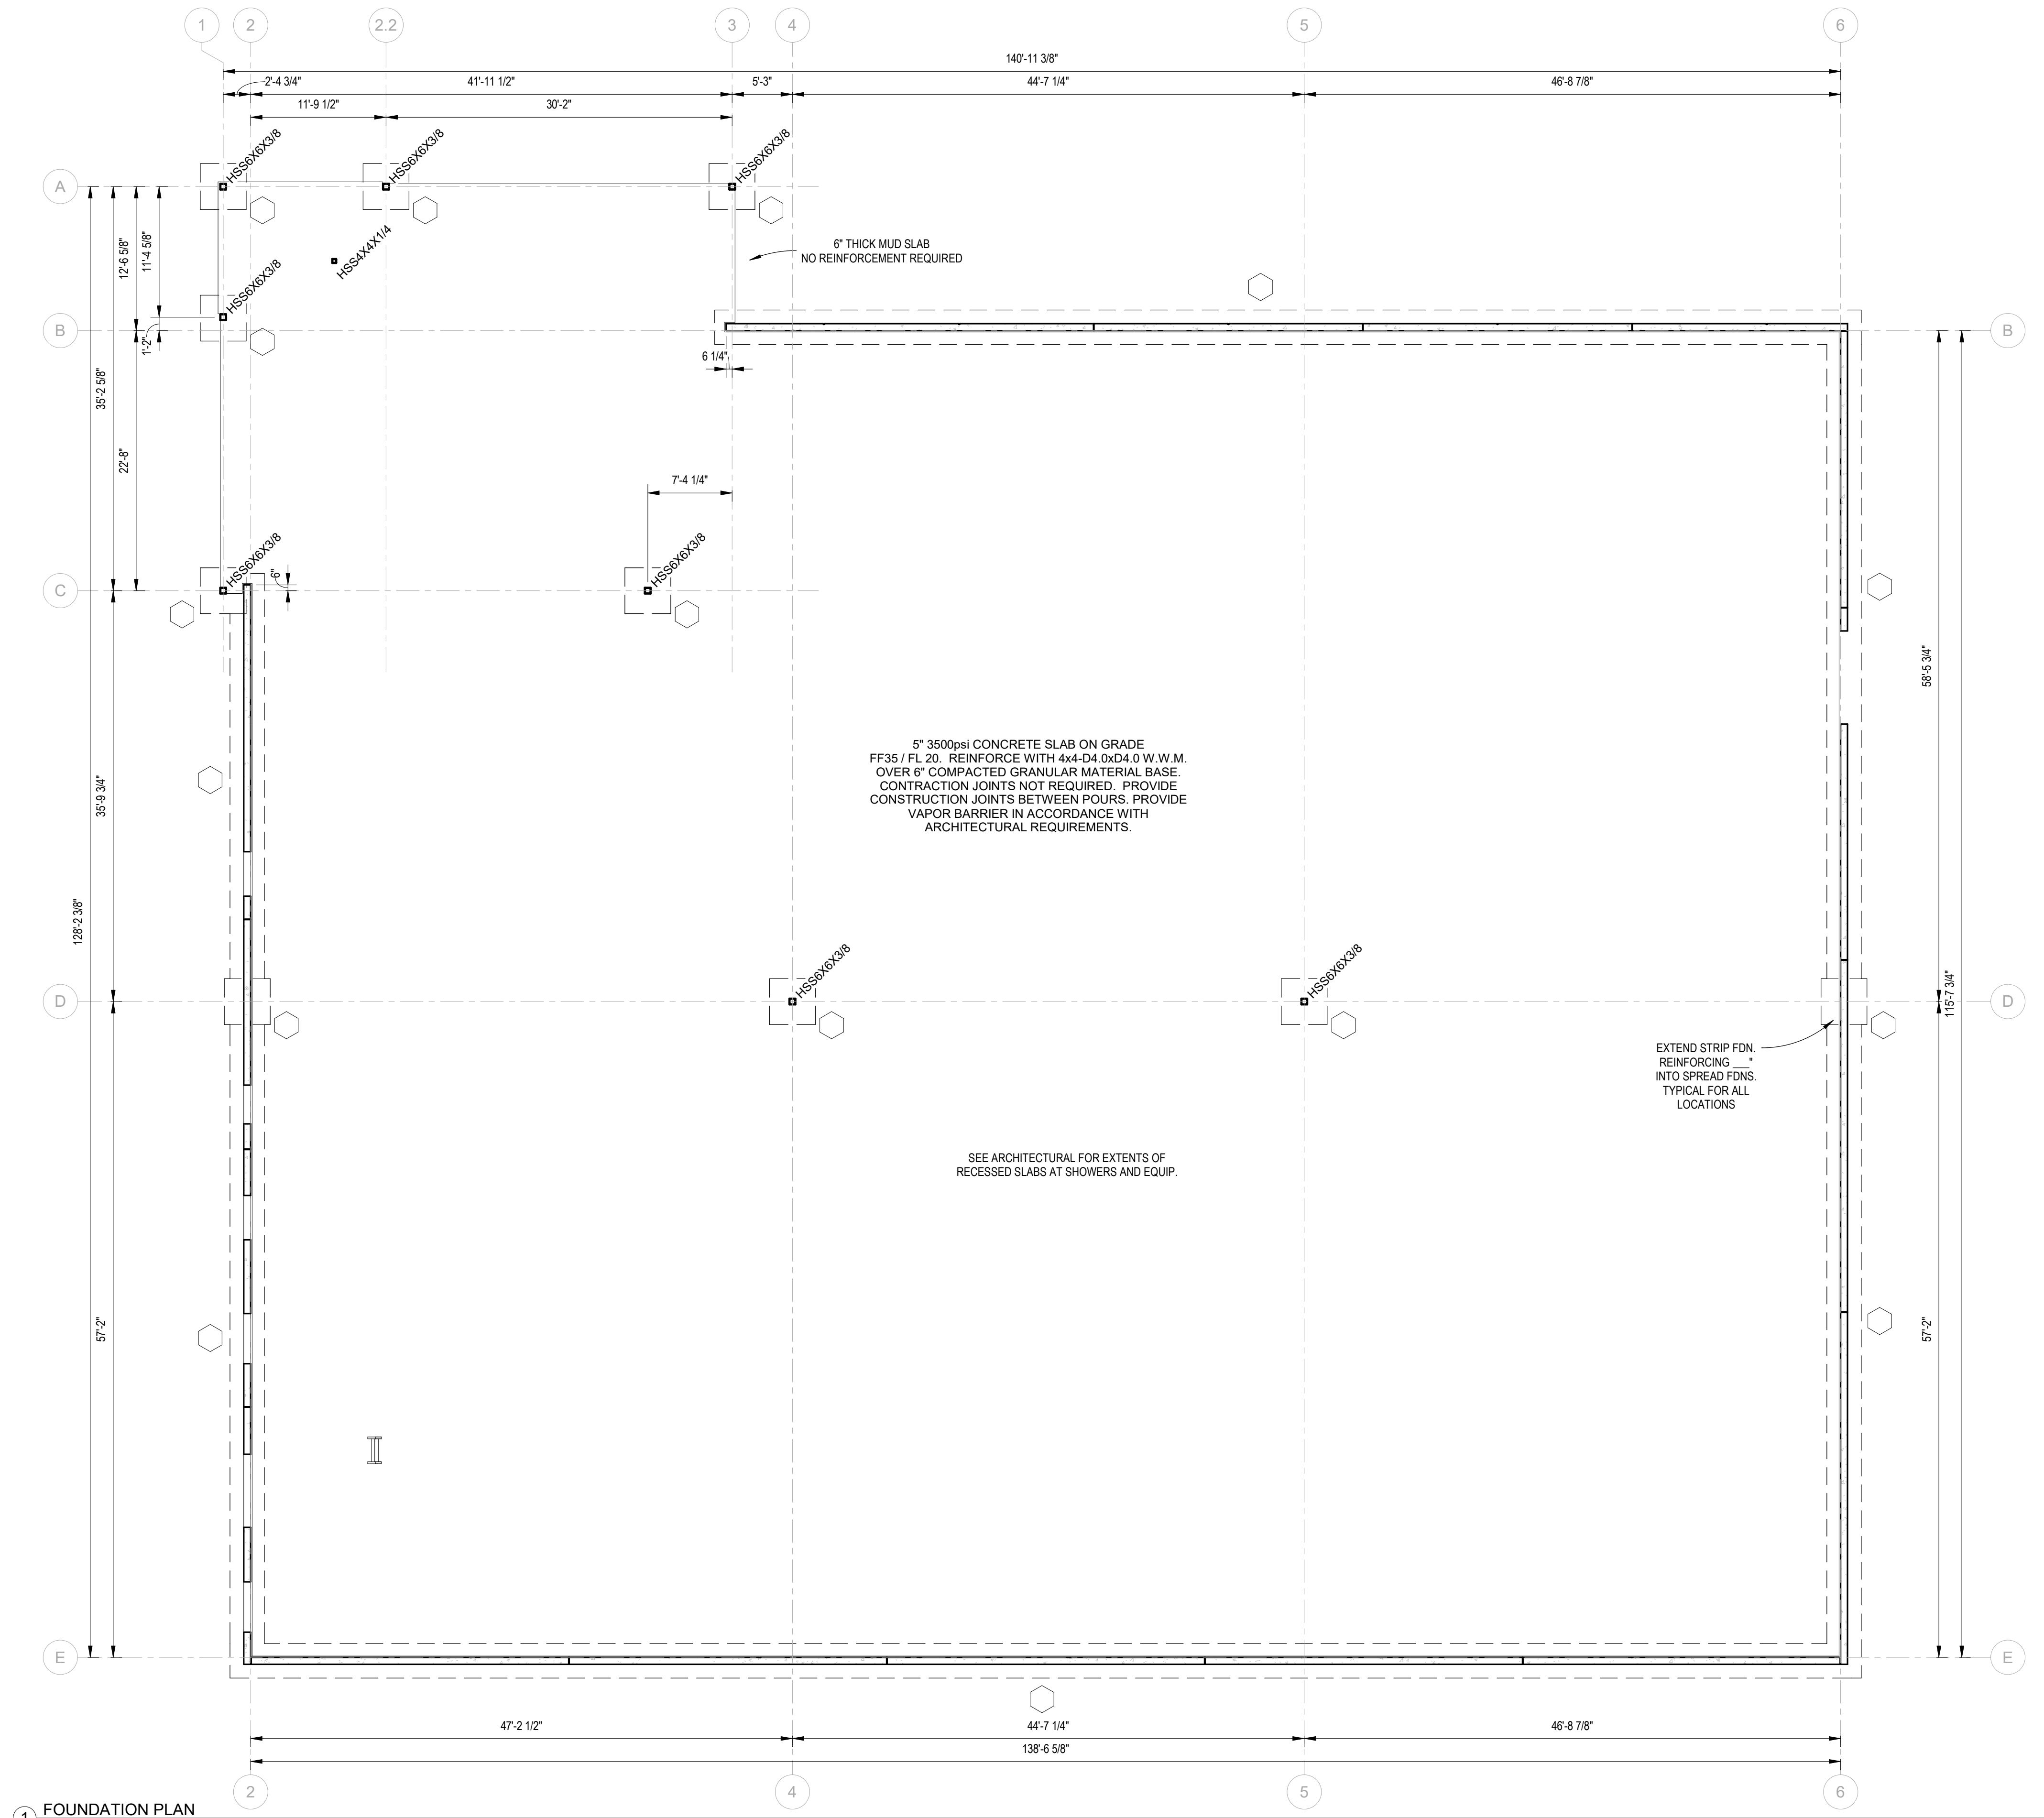 1
2
2.2
3
4
5
6
140'-11 3/8"
2'-4 3/4"
41'-11 1/2"
5'-3"
44'-7 1/4"
46'-8 7/8"
11'-9 1/2"
30'-2"
HSS6X6X3/8
HSS6X6X3/8
HSS6X6X3/8
A
12'-6 5/8"
11'-4 5/8"
HSS4X4X1/4
6" THICK MUD SLAB
NO REINFORCEMENT REQUIRED
HSS6X6X3/8
B
B
1'-2"
6 1/4"
35'-2 5/8"
22'-8"
7'-4 1/4"
HSS6X6X3/8
6"
HSS6X6X3/8
C
58'-5 3/4"
5" 3500psi CONCRETE SLAB ON GRADE
FF35 / FL 20. REINFORCE WITH 4x4-D4.0xD4.0 W.W.M.
OVER 6" COMPACTED GRANULAR MATERIAL BASE.
CONTRACTION JOINTS NOT REQUIRED. PROVIDE
CONSTRUCTION JOINTS BETWEEN POURS. PROVIDE
VAPOR BARRIER IN ACCORDANCE WITH
ARCHITECTURAL REQUIREMENTS.
35'-9 3/4"
128'-2 3/8"
HSS6X6X3/8
HSS6X6X3/8
115'-7 3/4"
D
D
EXTEND STRIP FDN.
REINFORCING ___"
INTO SPREAD FDNS.
TYPICAL FOR ALL
LOCATIONS
SEE ARCHITECTURAL FOR EXTENTS OF
RECESSED SLABS AT SHOWERS AND EQUIP.
57'-2"
57'-2"
E
E
47'-2 1/2"
44'-7 1/4"
46'-8 7/8"
138'-6 5/8"
2
4
5
6
1
FOUNDATION PLAN